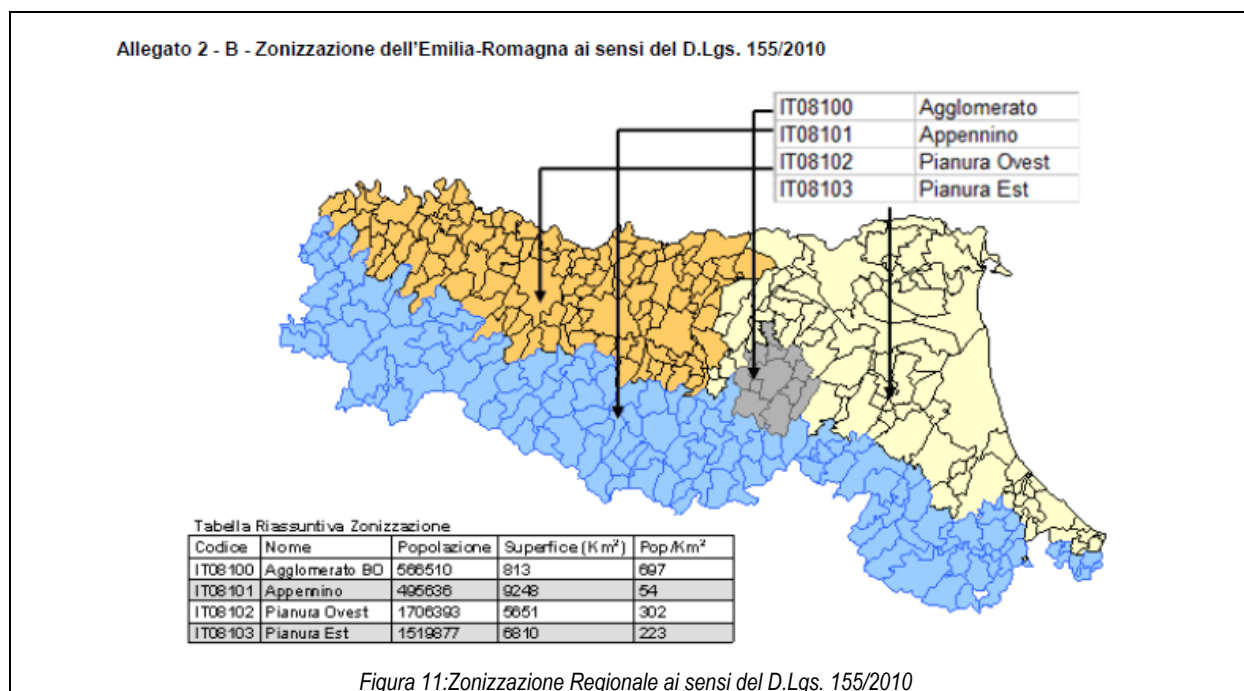 Allegato 2 - B - Zonizzazione dell'Emilia-Romagna ai sensi del D.Lgs. 155/2010
IT08100 Agglomerato
IT08101 Appennino
IT08102 Pianura Ovest
IT08103 Pianura Est
Tabella Riassuntiva Zonizzazione
Codice Nome Popolazione Superfice (Km²) Pop/Km²
IT08100 Agglomerato BO 566510 813 697
IT08101 Appennino 495636 9248 54
IT08102 Pianura Ovest 1706393 5651 302
IT08103 Pianura Est 1519877 6810 223
Figura 11:Zonizzazione Regionale ai sensi del D.Lgs. 155/2010